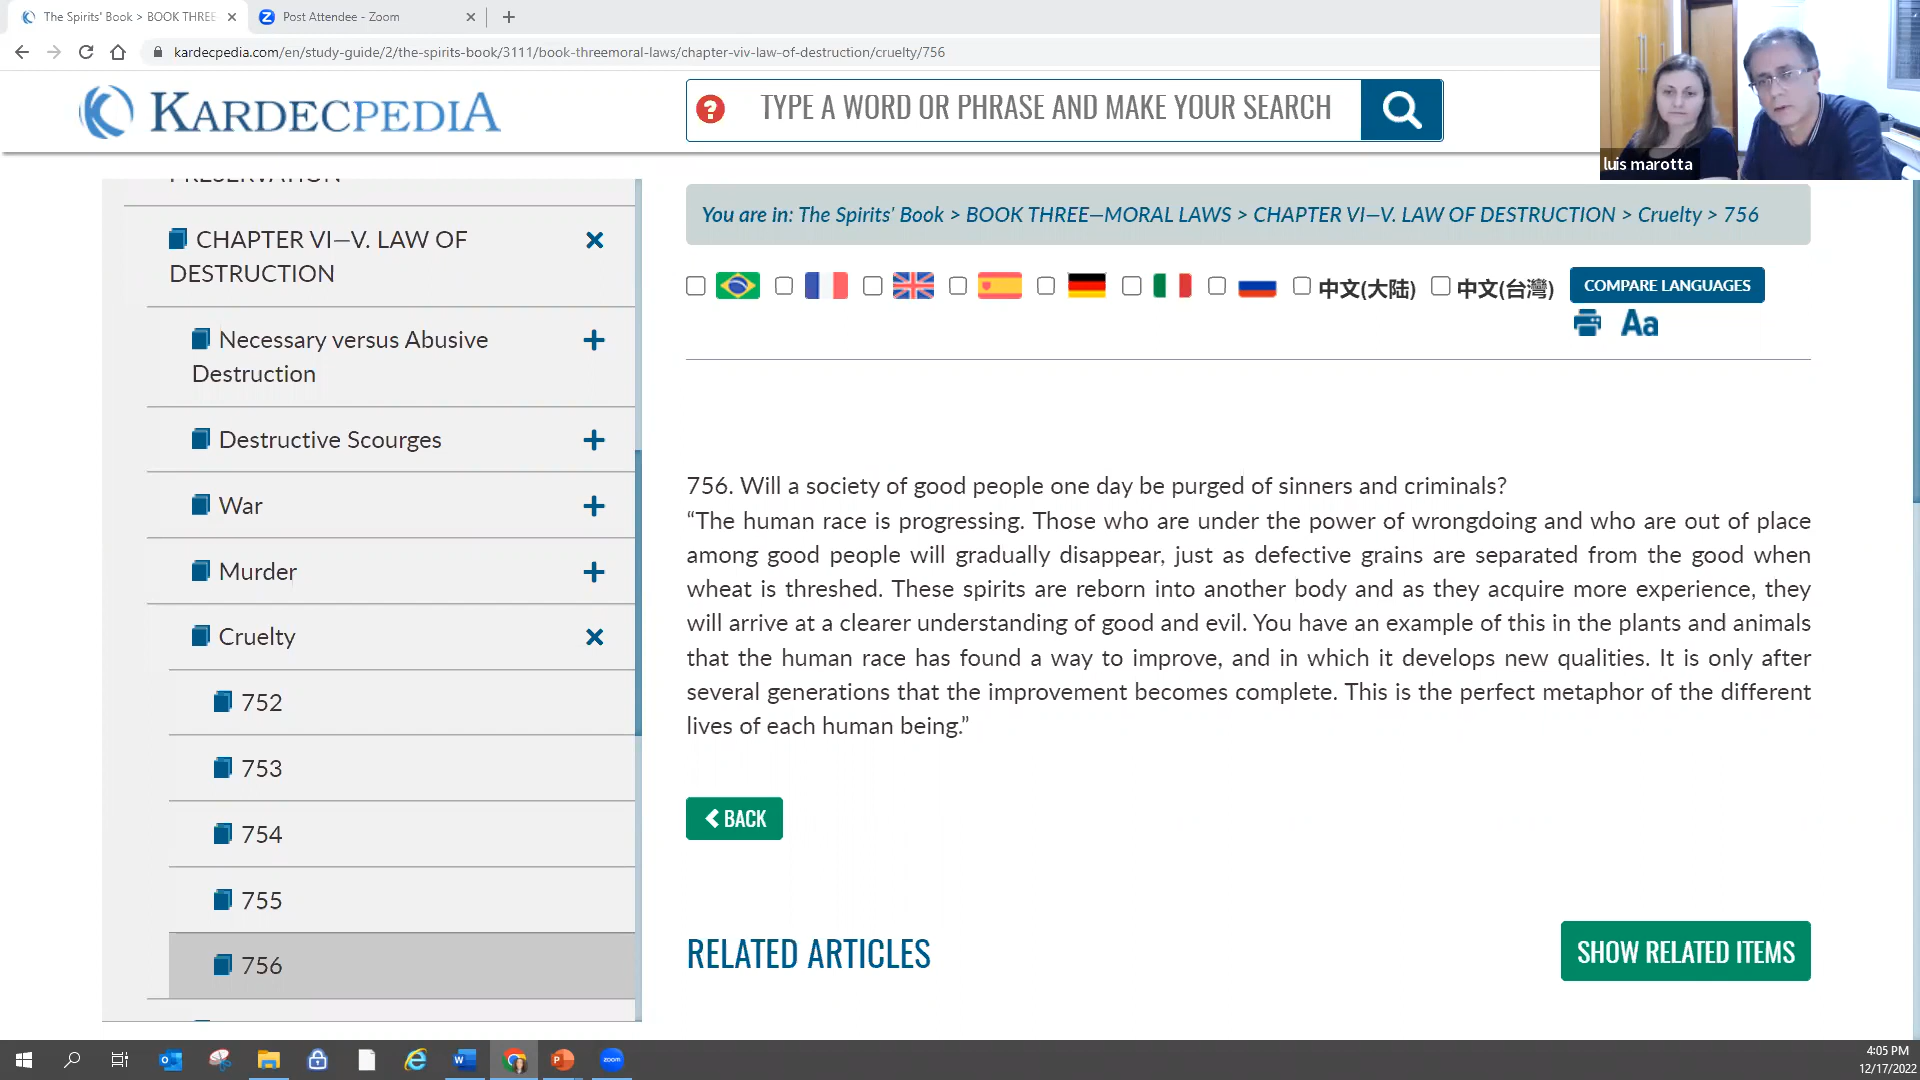 The Spirits' Book > BOOK THREE
Post Attendee - Zoom
kardecpedia.com/en/study-guide/2/the-spirits-book/3111/book-threemoral-laws/chapter-viv-law-of-destruction/cruelty/756
KARDECPEDIA
TYPE A WORD OR PHRASE AND MAKE YOUR SEARCH
luis marotta
PRESERVATION
CHAPTER VI—V. LAW OF
DESTRUCTION
Necessary versus Abusive
Destruction
Destructive Scourges
War
Murder
Cruelty
752
753
754
755
756
You are in: The Spirits' Book > BOOK THREE—MORAL LAWS > CHAPTER VI—V. LAW OF DESTRUCTION > Cruelty > 756
中文(大陆) 中文(台灣) COMPARE LANGUAGES
Aa
756. Will a society of good people one day be purged of sinners and criminals?
“The human race is progressing. Those who are under the power of wrongdoing and who are out of place
among good people will gradually disappear, just as defective grains are separated from the good when
wheat is threshed. These spirits are reborn into another body and as they acquire more experience, they
will arrive at a clearer understanding of good and evil. You have an example of this in the plants and animals
that the human race has found a way to improve, and in which it develops new qualities. It is only after
several generations that the improvement becomes complete. This is the perfect metaphor of the different
lives of each human being.”
BACK
RELATED ARTICLES
SHOW RELATED ITEMS
zoom
4:05 PM
12/17/2022